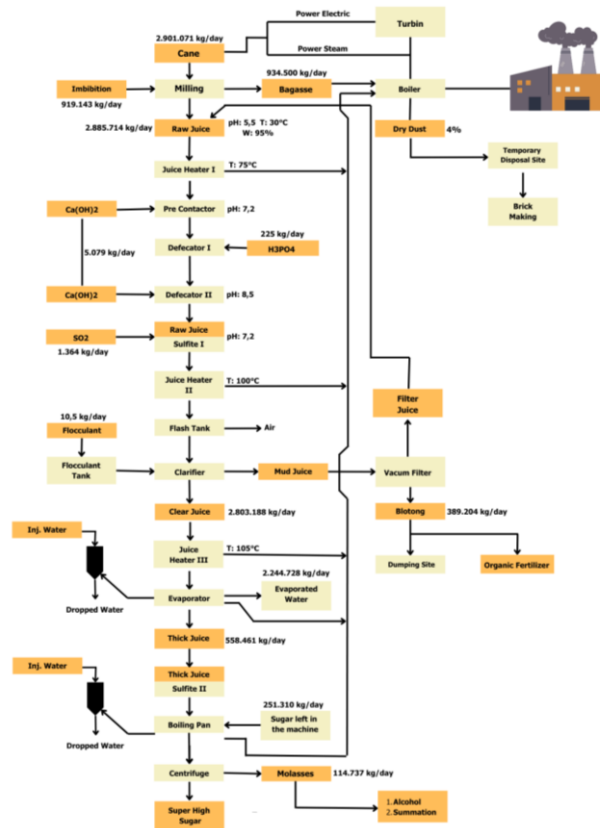 Power Electric
Turbin
2.901.071 kg/day
Cane
Power Steam
934.500 kg/day
Imbibition
Milling
Bagasse
Boiler
919.143 kg/day
2.885.714 kg/day
Raw Juice
pH: 5,5 T: 30°C
W: 95%
Dry Dust
4%
Juice Heater I
T: 75°C
Temporary
Disposal Site
Ca(OH)2
Pre Contactor
pH: 7,2
Brick
Making
225 kg/day
5.079 kg/day
Defecator I
H3PO4
Ca(OH)2
Defecator II
pH: 8,5
SO2
Raw Juice
Sulfite I
pH: 7,2
1.364 kg/day
Juice Heater
II
T: 100°C
Filter
Juice
10,5 kg/day
Flocculant
Flash Tank
Air
Flocculant
Tank
Clarifier
Mud Juice
Vacum Filter
Clear Juice
2.803.188 kg/day
Blotong
389.204 kg/day
Inj. Water
Juice
Heater III
T: 105°C
Dumping Site
Organic Fertilizer
2.244.728 kg/day
Evaporator
Evaporated
Water
Dropped Water
Thick Juice
558.461 kg/day
Inj. Water
Thick Juice
Sulfite II
251.310 kg/day
Boiling Pan
Sugar left in
the machine
Dropped Water
Centrifuge
Molasses
114.737 kg/day
Super High
Sugar
1. Alcohol
2. Summation